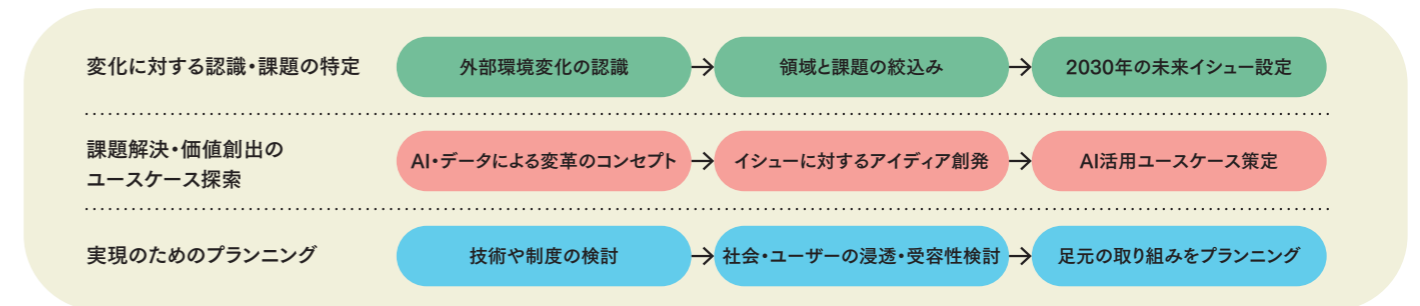 変化に対する認識・課題の特定
外部環境変化の認識
領域と課題の絞込み
2030年の未来イシュー設定
課題解決・価値創出の
ユースケース探索
AI・データによる変革のコンセプト
イシューに対するアイディア創発
AI活用ユースケース策定
実現のためのプランニング
技術や制度の検討
社会・ユーザーの浸透・受容性検討
足元の取り組みをプランニング